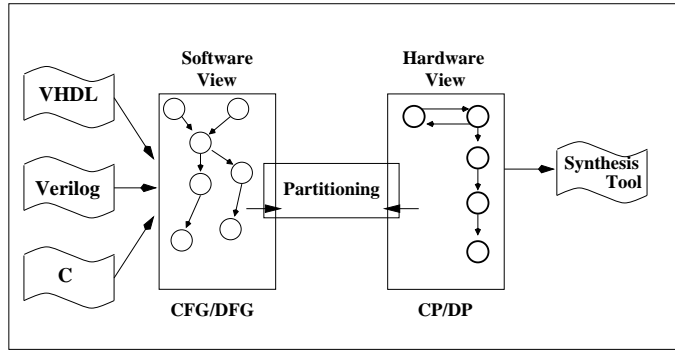 Software
View
Hardware
View
VHDL
Verilog
C
Partitioning
Synthesis
Tool
CFG/DFG
CP/DP